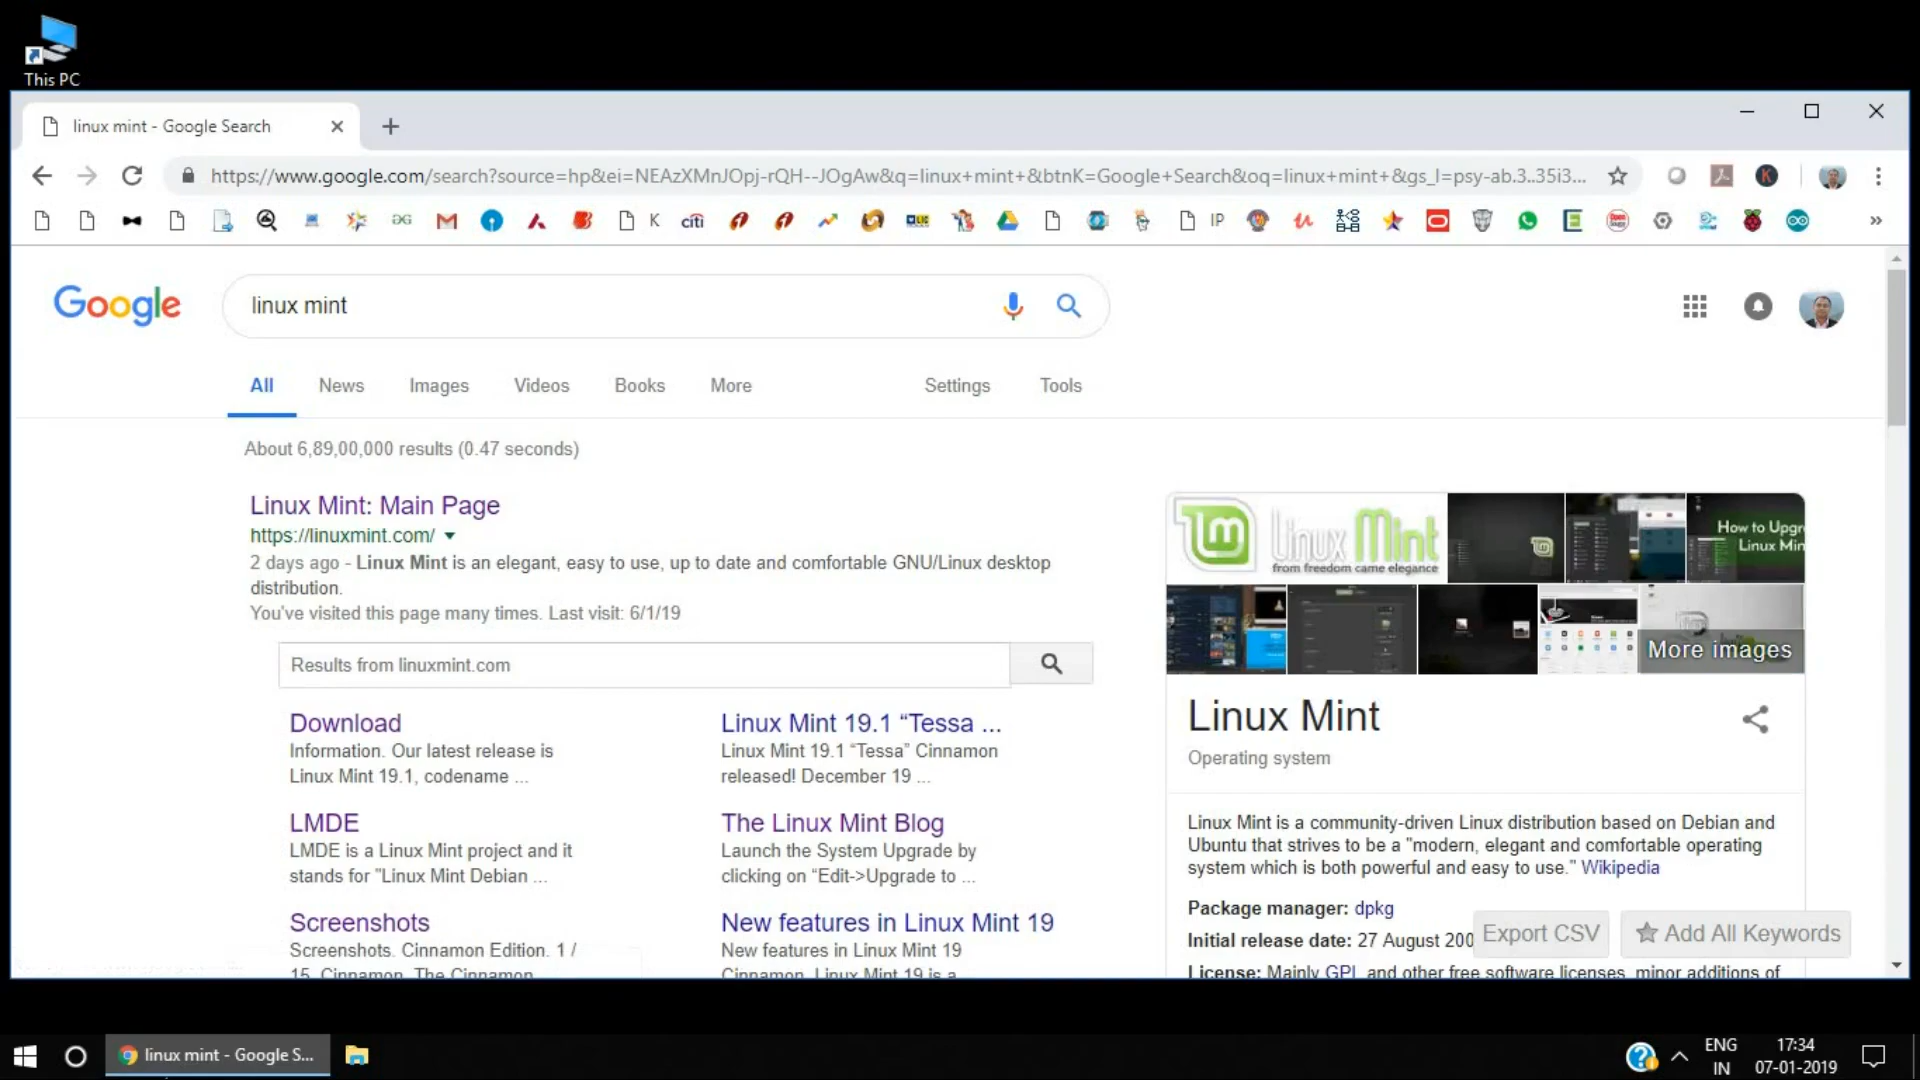 This PC
linux mint - Google Search
https://www.google.com/search?source=hp&ei=NEAzXMnJOpj-rQH--JOgAw&q=linux+mint+&btnK=Google+Search&oq=linux+mint+&gs_l=psy-ab.3..35i3...
K
citi
LIC
IP
Google
linux mint
All
News
Images
Videos
Books
More
Settings
Tools
About 6,89,00,000 results (0.47 seconds)
Linux Mint: Main Page
https://linuxmint.com/
2 days ago - Linux Mint is an elegant, easy to use, up to date and comfortable GNU/Linux desktop
distribution.
You've visited this page many times. Last visit: 6/1/19
Results from linuxmint.com
Download
Information. Our latest release is
Linux Mint 19.1, codename ...
Linux Mint 19.1 “Tessa ...
Linux Mint 19.1 “Tessa” Cinnamon
released! December 19 ...
LMDE
LMDE is a Linux Mint project and it
stands for "Linux Mint Debian ...
The Linux Mint Blog
Launch the System Upgrade by
clicking on “Edit->Upgrade to ...
Screenshots
Screenshots. Cinnamon Edition. 1 /
15. Cinnamon. The Cinnamon
New features in Linux Mint 19
New features in Linux Mint 19
Cinnamon. Linux Mint 19 is a
Linux Mint
from freedom came elegance
How to Upgr
Linux Min
More images
Linux Mint
Operating system
Linux Mint is a community-driven Linux distribution based on Debian and
Ubuntu that strives to be a "modern, elegant and comfortable operating
system which is both powerful and easy to use." Wikipedia
Package manager: dpkg
Initial release date: 27 August 200
License: Mainly GPL and other free software licenses, minor additions of
Export CSV
Add All Keywords
linux mint - Google S...
ENG
IN
17:34
07-01-2019